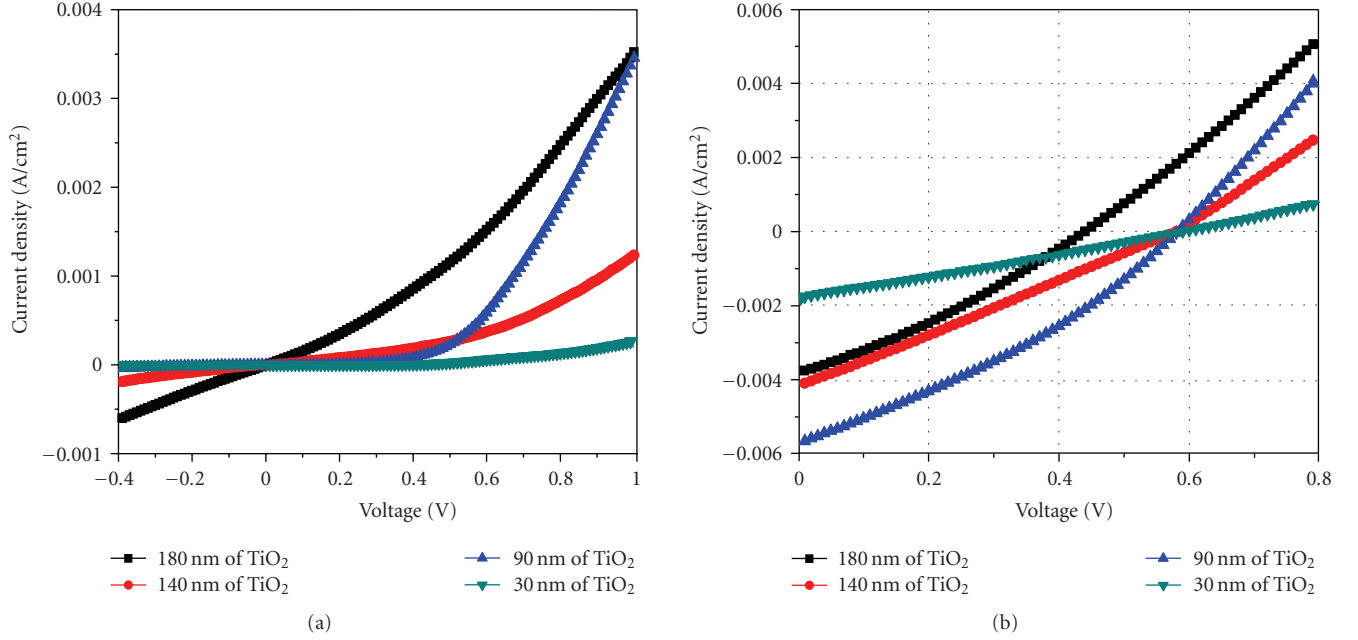 0.004
0.003
0.002
0.001
0
−0.001
Current density (A/cm²)
−0.4 −0.2 0 0.2 0.4 0.6 0.8 1
Voltage (V)
180 nm of TiO₂
140 nm of TiO₂
90 nm of TiO₂
30 nm of TiO₂
(a)
0.006
0.004
0.002
0
−0.002
−0.004
−0.006
Current density (A/cm²)
0 0.2 0.4 0.6 0.8
Voltage (V)
180 nm of TiO₂
140 nm of TiO₂
90 nm of TiO₂
30 nm of TiO₂
(b)